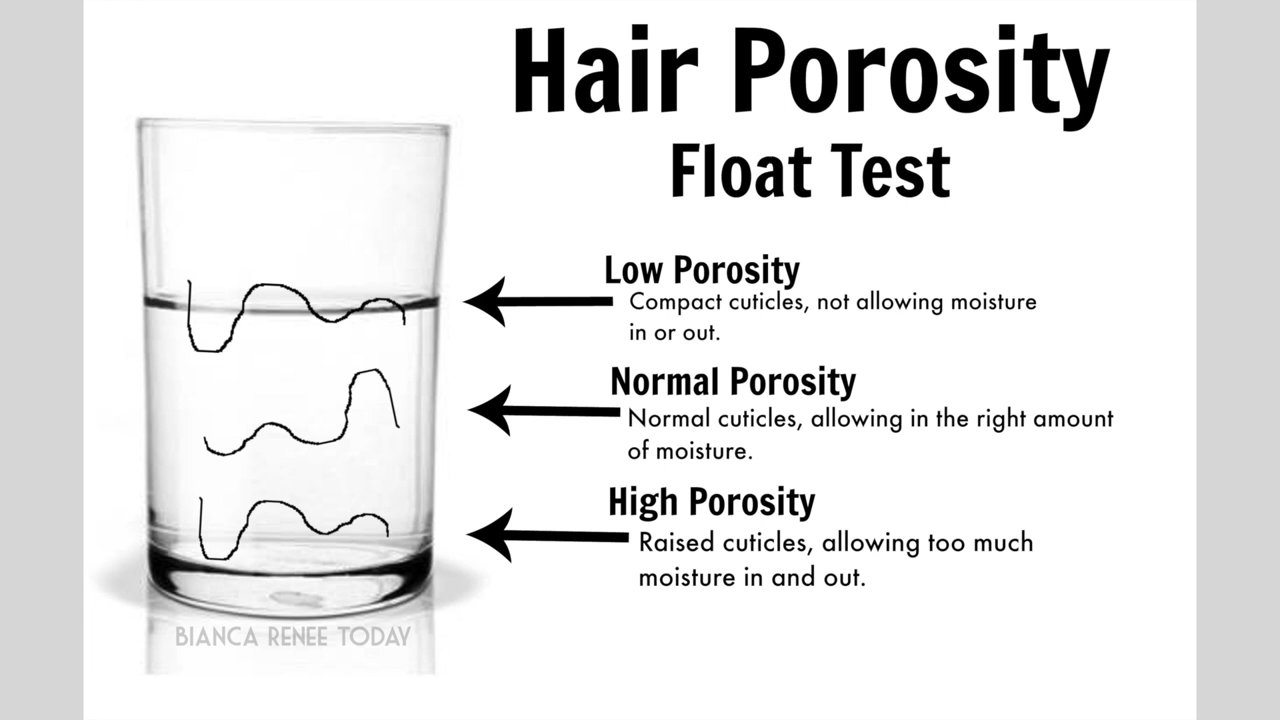 Hair Porosity
Float Test
Low Porosity
Compact cuticles, not allowing moisture
in or out.
Normal Porosity
Normal cuticles, allowing in the right amount
of moisture.
High Porosity
Raised cuticles, allowing too much
moisture in and out.
BIANCA RENEE TODAY